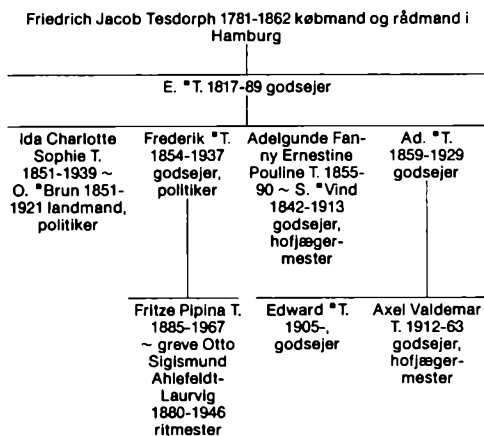 Friedrich Jacob Tesdorph 1781-1862 købmand og rådmand i
Hamburg
E. *T. 1817-89 godsejer
Ida Charlotte
Sophie T.
1851-1939 ~
O. *Brun 1851-
1921 landmand,
politiker
Frederik *T.
1854-1937
godsejer,
politiker
Adelgunde Fan-
ny Ernestine
Pouline T. 1855-
90 ~ S. *Vind
1842-1913
godsejer,
hofjæger-
mester
Ad. *T.
1859-1929
godsejer
Fritze Pipina T.
1885-1967
~ greve Otto
Sigismund
Ahlefeldt-
Laurvig
1880-1946
ritmester
Edward *T.
1905-,
godsejer
Axel Valdemar
T. 1912-63
godsejer,
hofjæger-
mester